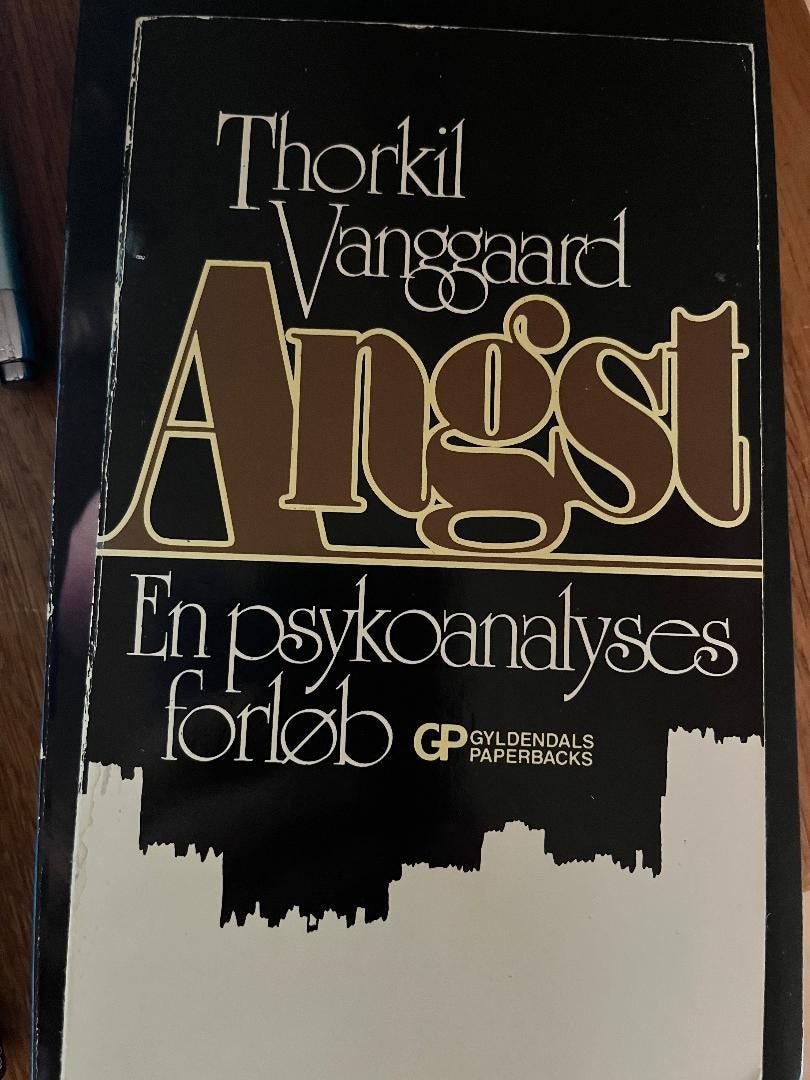 Thorkil
Vanggaard
Angst
En psykoanalyses
forløb
GP GYLDENDALS
PAPERBACKS